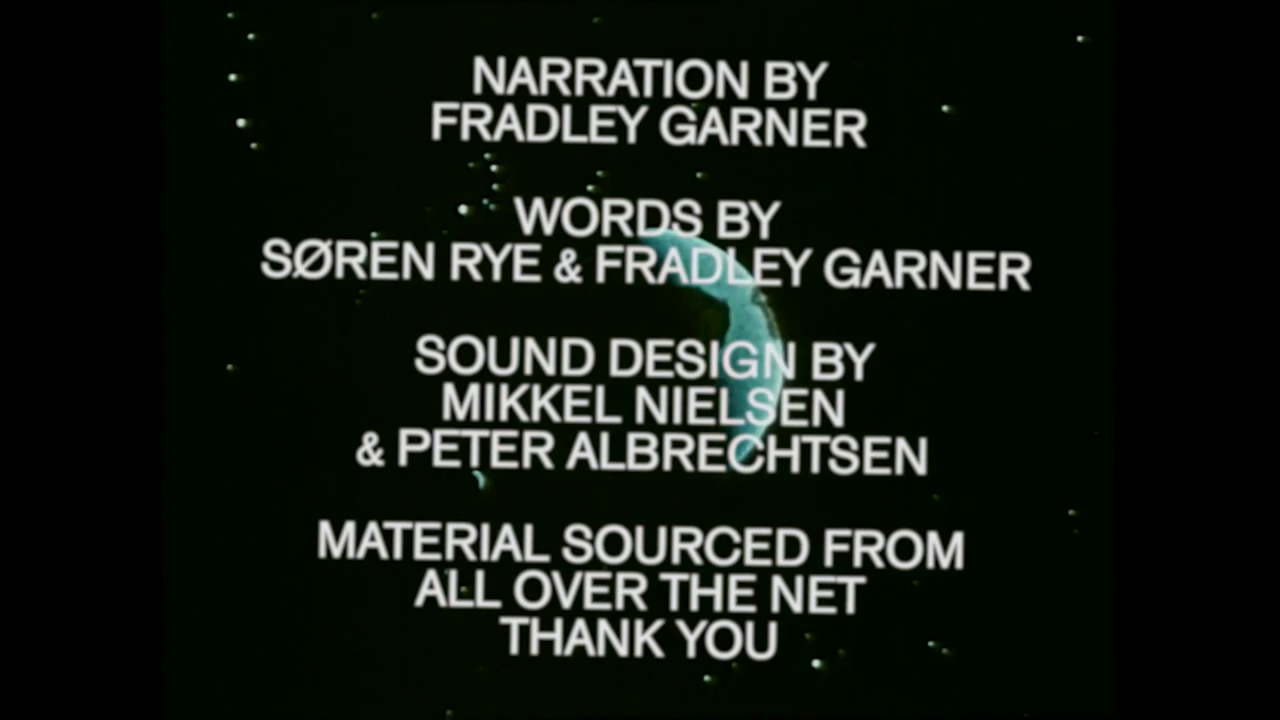 NARRATION BY
FRADLEY GARNER
WORDS BY
SØREN RYE & FRADLEY GARNER
SOUND DESIGN BY
MIKKEL NIELSEN
& PETER ALBRECHTSEN
MATERIAL SOURCED FROM
ALL OVER THE NET
THANK YOU